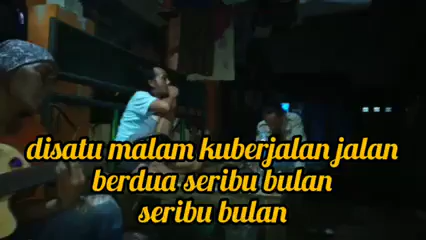 disatu malam kuberjalan jalan
berdua seribu bulan
seribu bulan